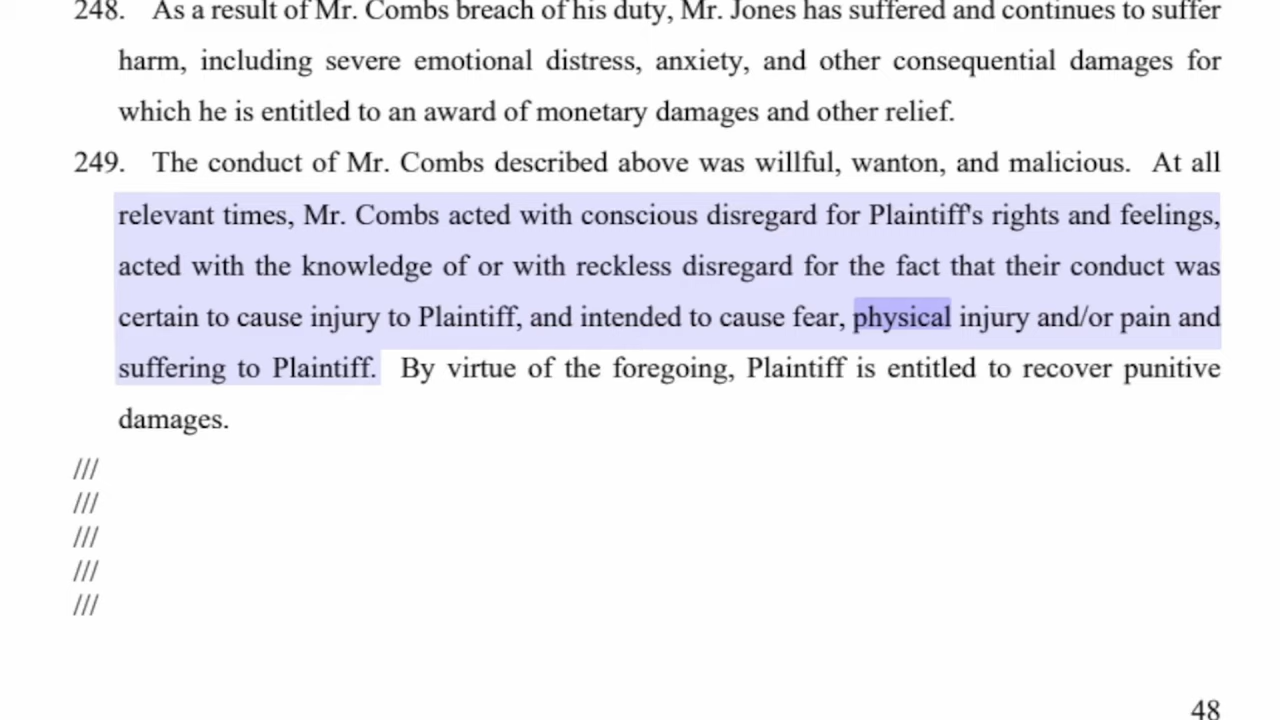 248. As a result of Mr. Combs breach of his duty, Mr. Jones has suffered and continues to suffer
harm, including severe emotional distress, anxiety, and other consequential damages for
which he is entitled to an award of monetary damages and other relief.
249. The conduct of Mr. Combs described above was willful, wanton, and malicious. At all
relevant times, Mr. Combs acted with conscious disregard for Plaintiff's rights and feelings,
acted with the knowledge of or with reckless disregard for the fact that their conduct was
certain to cause injury to Plaintiff, and intended to cause fear, physical injury and/or pain and
suffering to Plaintiff. By virtue of the foregoing, Plaintiff is entitled to recover punitive
damages.
///
///
///
///
///
48